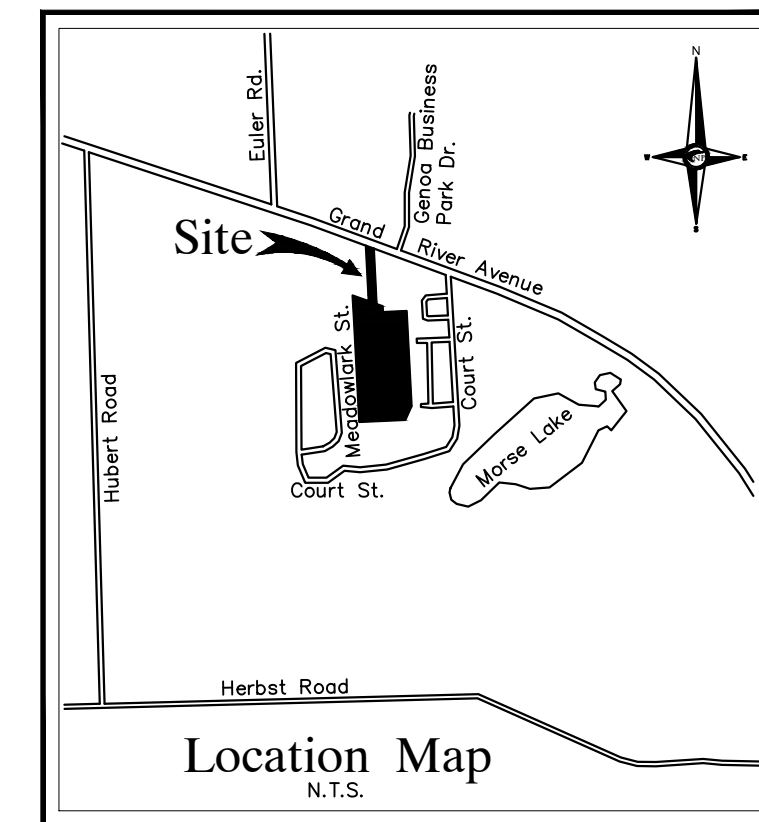 N
W
E
S
Euler Rd.
Genoa Business
Park Dr.
Grand River Avenue
Site
Meadowlark St.
Court St.
Hubert Road
Morse Lake
Court St.
Herbst Road
Location Map
N.T.S.